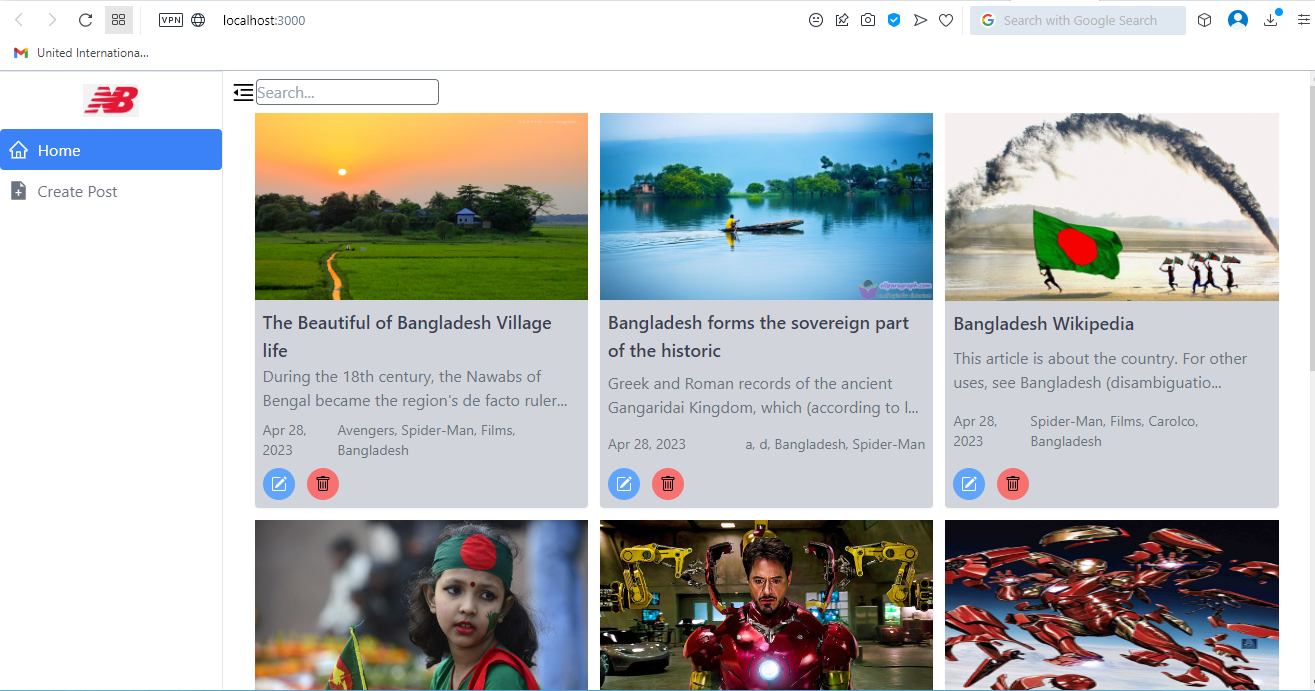 VPN
localhost:3000
Search with Google Search
United Internationa...
NB
Search...
Home
Create Post
The Beautiful of Bangladesh Village
life
During the 18th century, the Nawabs of
Bengal became the region's de facto ruler...
Apr 28,
2023
Avengers, Spider-Man, Films,
Bangladesh
Bangladesh forms the sovereign part
of the historic
Greek and Roman records of the ancient
Gangaridai Kingdom, which (according to l...
Apr 28, 2023
a, d, Bangladesh, Spider-Man
Bangladesh Wikipedia
This article is about the country. For other
uses, see Bangladesh (disambiguatio...
Apr 28,
2023
Spider-Man, Films, Carolco,
Bangladesh